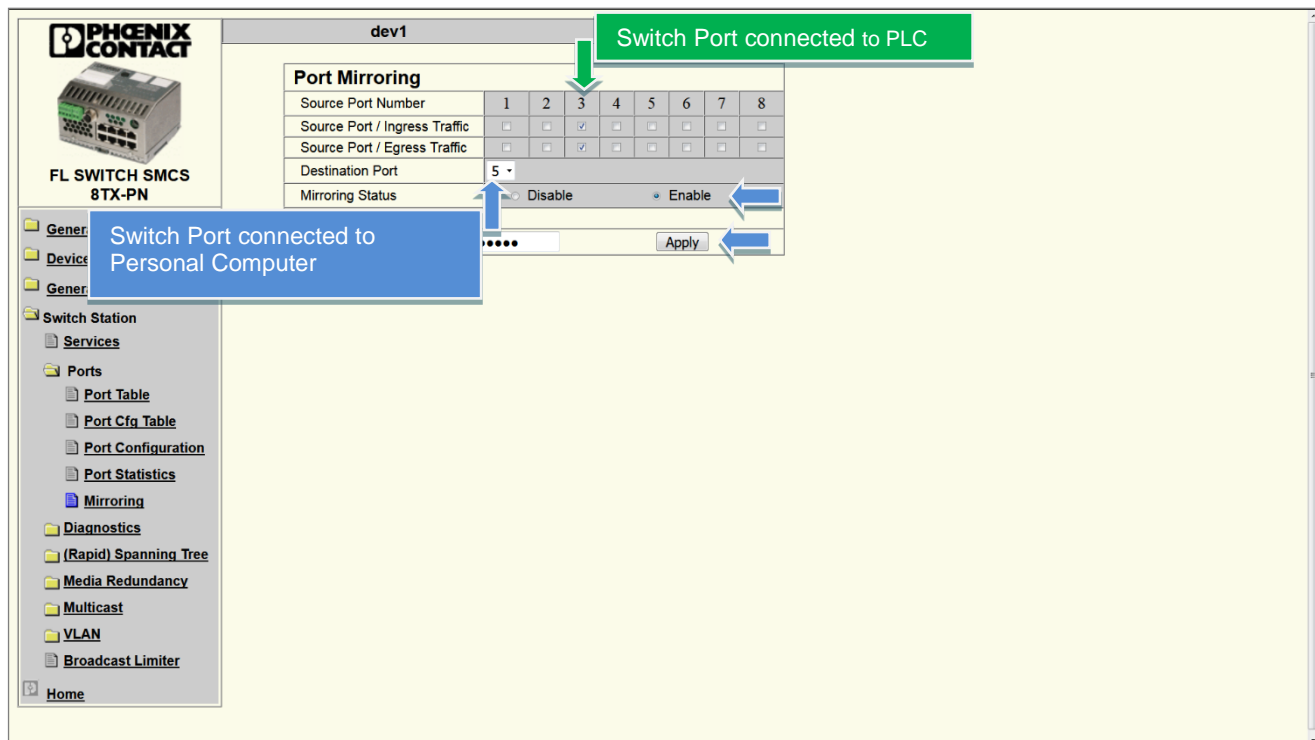 PHŒNIX
CONTACT
FL SWITCH SMCS
8TX-PN
dev1
Switch Port connected to PLC
Port Mirroring
Source Port Number 1 2 3 4 5 6 7 8
Source Port / Ingress Traffic
Source Port / Egress Traffic
Destination Port 5
Mirroring Status Disable Enable
Switch Port connected to
Personal Computer
Apply
Switch Station
Services
Ports
Port Table
Port Cfg Table
Port Configuration
Port Statistics
Mirroring
Diagnostics
(Rapid) Spanning Tree
Media Redundancy
Multicast
VLAN
Broadcast Limiter
Home